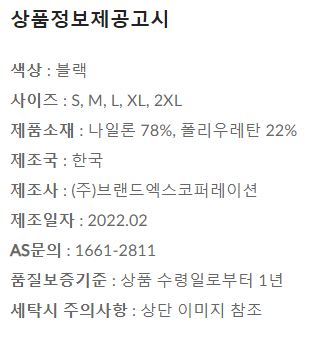 상품정보제공고시
색상 : 블랙
사이즈 : S, M, L, XL, 2XL
제품소재 : 나일론 78%, 폴리우레탄 22%
제조국 : 한국
제조사 : (주)브랜드엑스코퍼레이션
제조일자 : 2022.02
AS문의 : 1661-2811
품질보증기준 : 상품 수령일로부터 1년
세탁시 주의사항 : 상단 이미지 참조